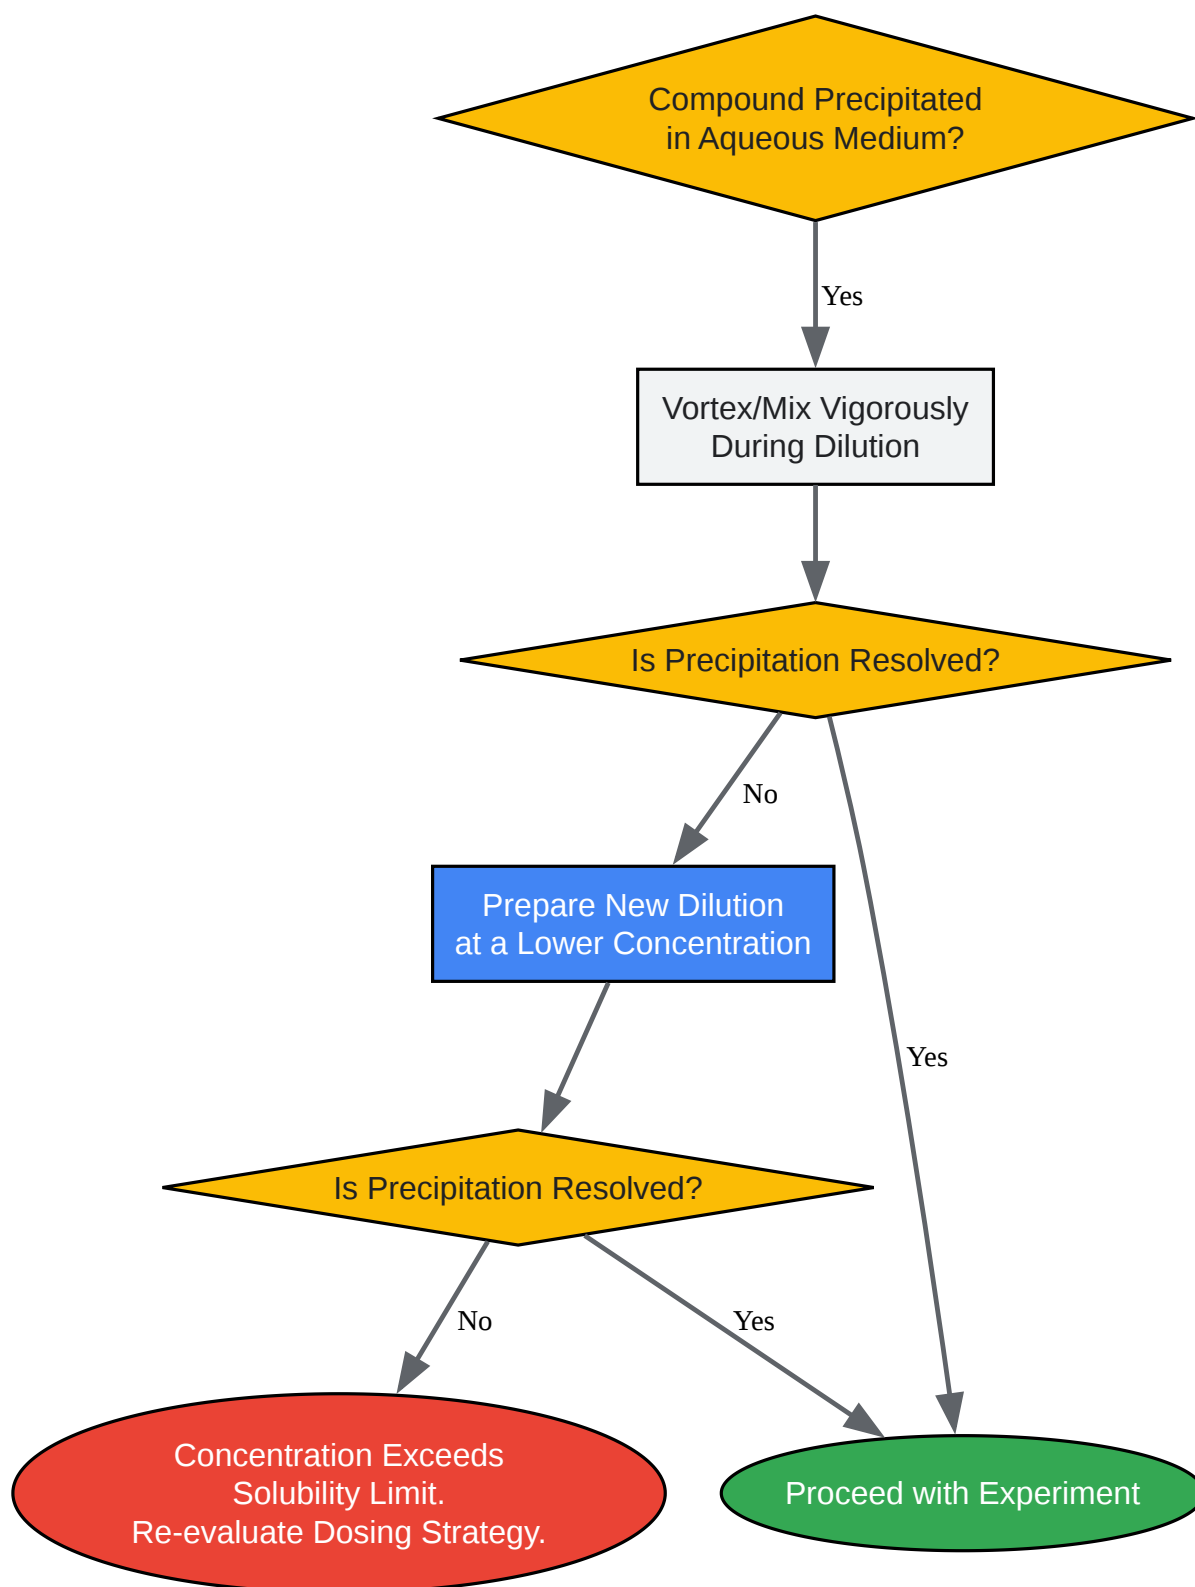 Compound Precipitated
in Aqueous Medium?
Yes
Vortex/Mix Vigorously
During Dilution
Is Precipitation Resolved?
No
Prepare New Dilution
at a Lower Concentration
Yes
Is Precipitation Resolved?
No
Yes
Concentration Exceeds
Solubility Limit.
Re-evaluate Dosing Strategy.
Proceed with Experiment